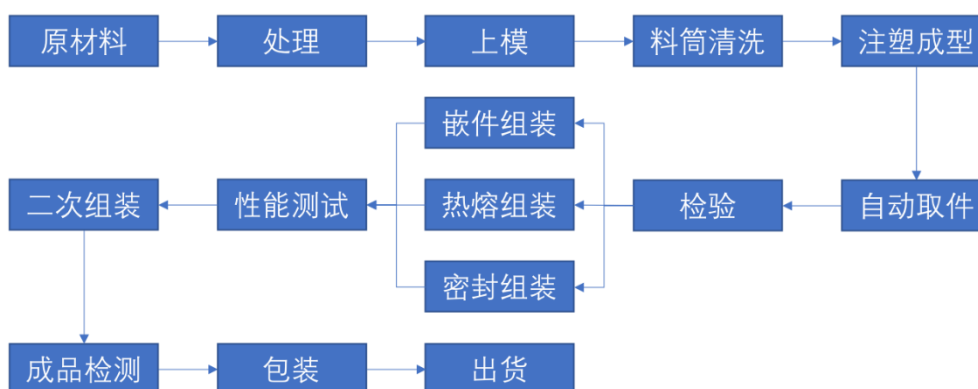 原材料
处理
上模
料筒清洗
注塑成型
自动取件
检验
嵌件组装
热熔组装
密封组装
性能测试
二次组装
成品检测
包装
出货